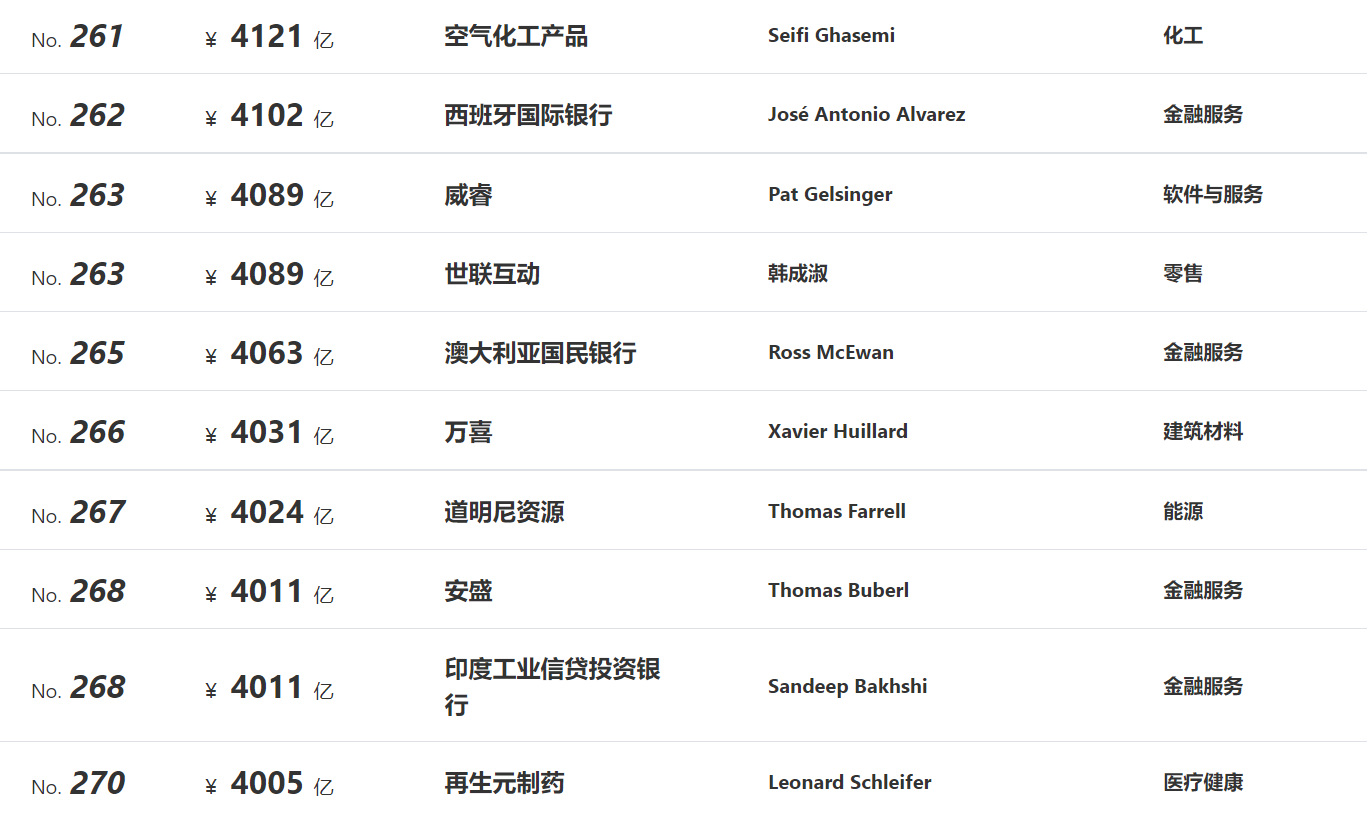 No. 261 ¥ 4121 亿 空气化工产品 Seifi Ghasemi 化工
No. 262 ¥ 4102 亿 西班牙国际银行 José Antonio Alvarez 金融服务
No. 263 ¥ 4089 亿 威睿 Pat Gelsinger 软件与服务
No. 263 ¥ 4089 亿 世联互动 韩成淑 零售
No. 265 ¥ 4063 亿 澳大利亚国民银行 Ross McEwan 金融服务
No. 266 ¥ 4031 亿 万喜 Xavier Huillard 建筑材料
No. 267 ¥ 4024 亿 道明尼资源 Thomas Farrell 能源
No. 268 ¥ 4011 亿 安盛 Thomas Buberl 金融服务
No. 268 ¥ 4011 亿 印度工业信贷投资银
行 Sandeep Bakhshi 金融服务
No. 270 ¥ 4005 亿 再生元制药 Leonard Schleifer 医疗健康